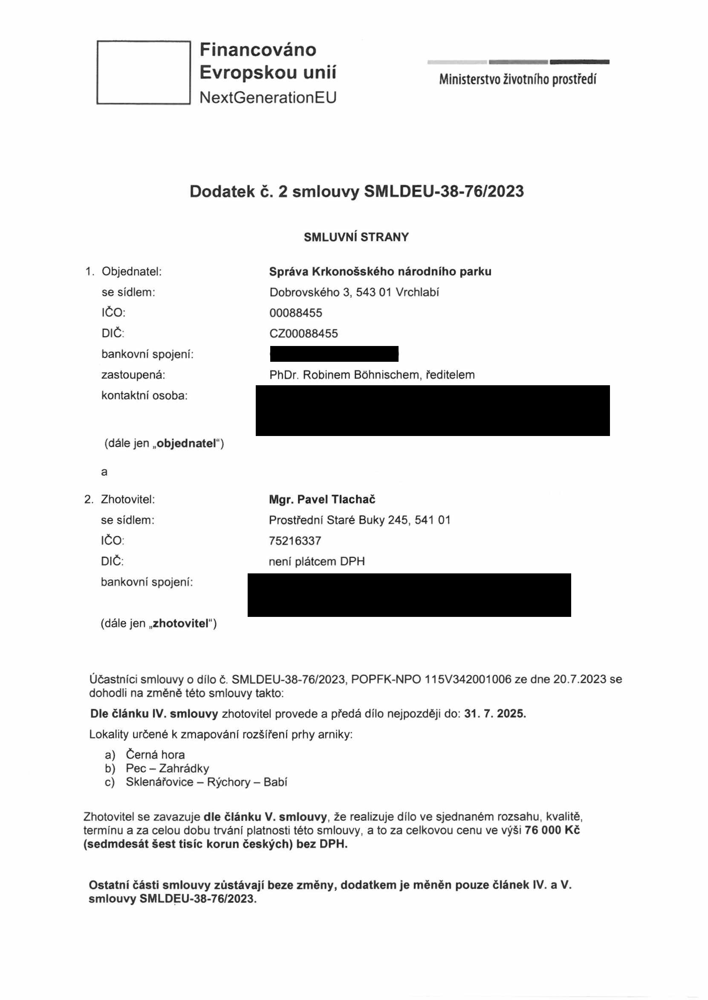 Financováno
Evropskou unií
NextGenerationEU
Ministerstvo životního prostředí
Dodatek č. 2 smlouvy SMLDEU-38-76/2023
SMLUVNÍ STRANY
1. Objednatel: Správa Krkonošského národního parku
se sídlem: Dobrovského 3, 543 01 Vrchlabí
IČO: 00088455
DIČ: CZ00088455
bankovní spojení:
zastoupená: PhDr. Robinem Böhnischem, ředitelem
kontaktní osoba:
(dále jen „objednatel“)
a
2. Zhotovitel: Mgr. Pavel Tlachač
se sídlem: Prostřední Staré Buky 245, 541 01
IČO: 75216337
DIČ: není plátcem DPH
bankovní spojení:
(dále jen „zhotovitel“)
Účastníci smlouvy o dílo č. SMLDEU-38-76/2023, POPFK-NPO 115V342001006 ze dne 20.7.2023 se
dohodli na změně této smlouvy takto:
Dle článku IV. smlouvy zhotovitel provede a předá dílo nejpozději do: 31. 7. 2025.
Lokality určené k zmapování rozšíření prhy arniky:
a) Černá hora
b) Pec – Zahrádky
c) Sklenářovice – Rýchory – Babí
Zhotovitel se zavazuje dle článku V. smlouvy, že realizuje dílo ve sjednaném rozsahu, kvalitě,
termínu a za celou dobu trvání platnosti této smlouvy, a to za celkovou cenu ve výši 76 000 Kč
(sedmdesát šest tisíc korun českých) bez DPH.
Ostatní části smlouvy zůstávají beze změny, dodatkem je měněn pouze článek IV. a V.
smlouvy SMLDEU-38-76/2023.